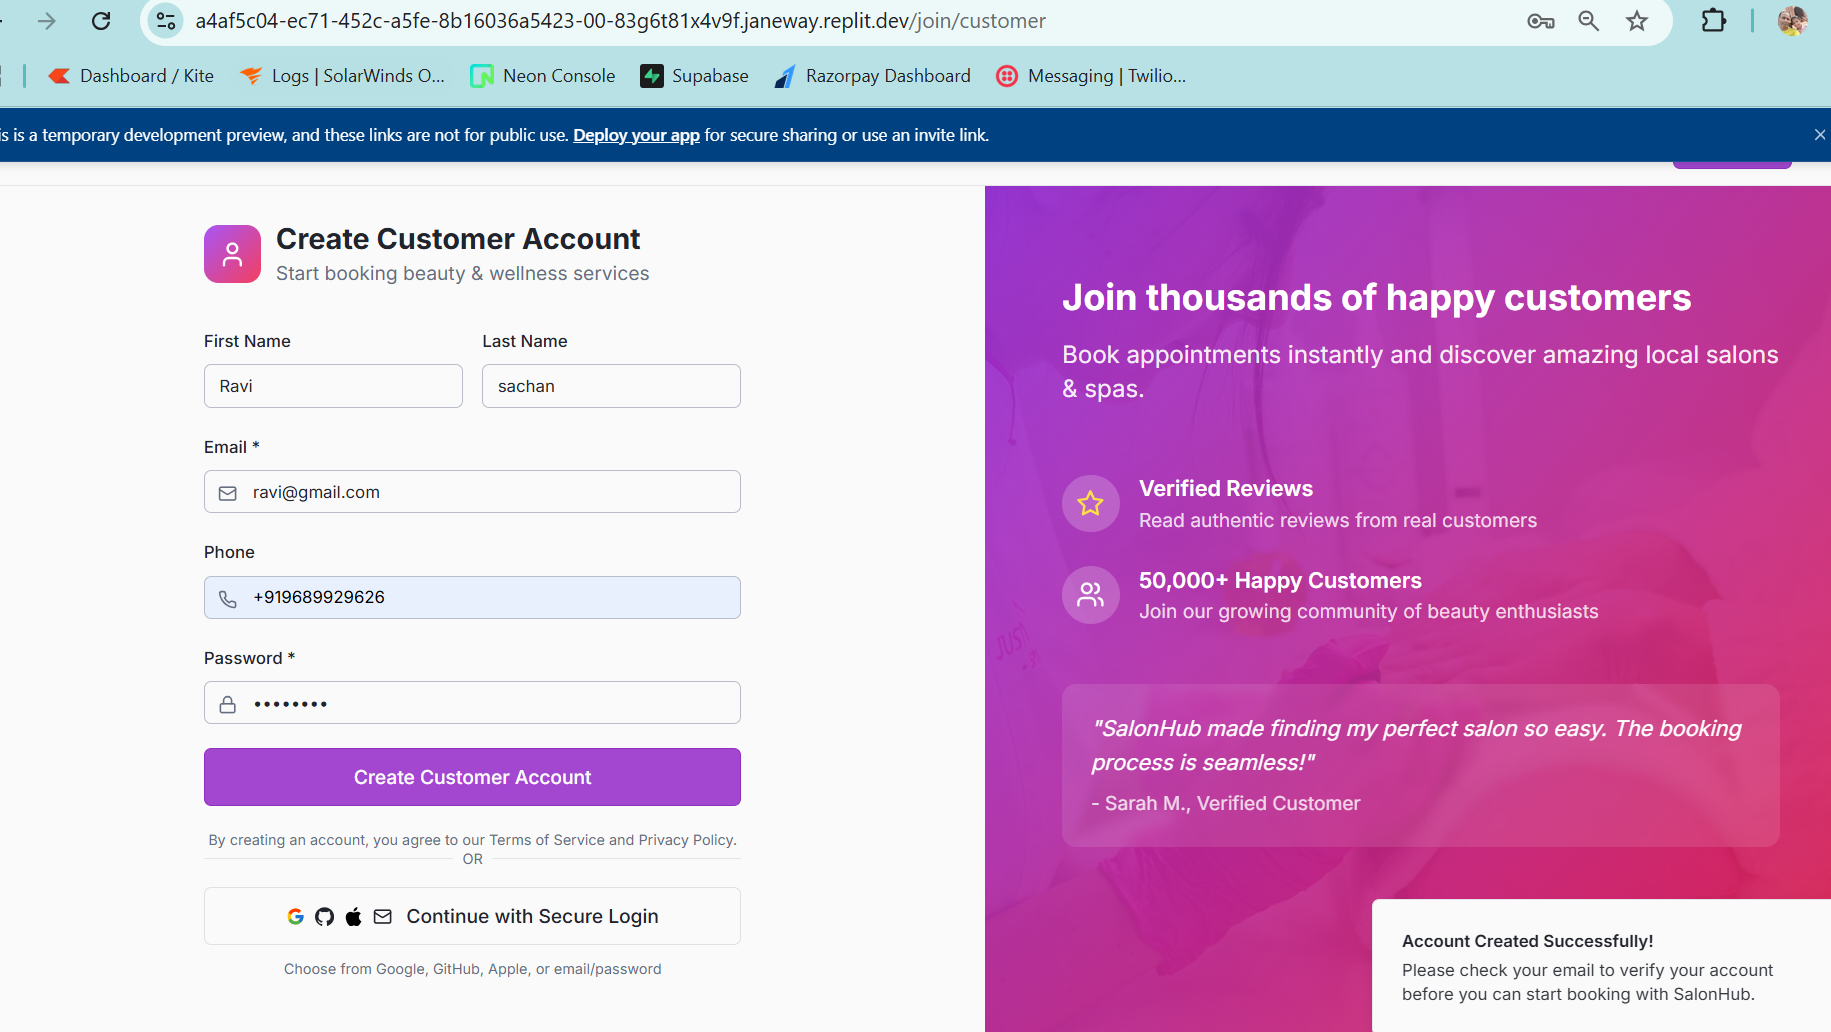 a4af5c04-ec71-452c-a5fe-8b16036a5423-00-83g6t81x4v9f.janeway.replit.dev/join/customer
Dashboard / Kite
Logs | SolarWinds O...
Neon Console
Supabase
Razorpay Dashboard
Messaging | Twilio...
is a temporary development preview, and these links are not for public use. Deploy your app for secure sharing or use an invite link.
Create Customer Account
Start booking beauty & wellness services
First Name
Last Name
Ravi
sachan
Email *
ravi@gmail.com
Phone
+919689929626
Password *
••••••••
Create Customer Account
By creating an account, you agree to our Terms of Service and Privacy Policy.
OR
Continue with Secure Login
Choose from Google, GitHub, Apple, or email/password
Join thousands of happy customers
Book appointments instantly and discover amazing local salons
& spas.
Verified Reviews
Read authentic reviews from real customers
50,000+ Happy Customers
Join our growing community of beauty enthusiasts
"SalonHub made finding my perfect salon so easy. The booking
process is seamless!"
- Sarah M., Verified Customer
Account Created Successfully!
Please check your email to verify your account
before you can start booking with SalonHub.